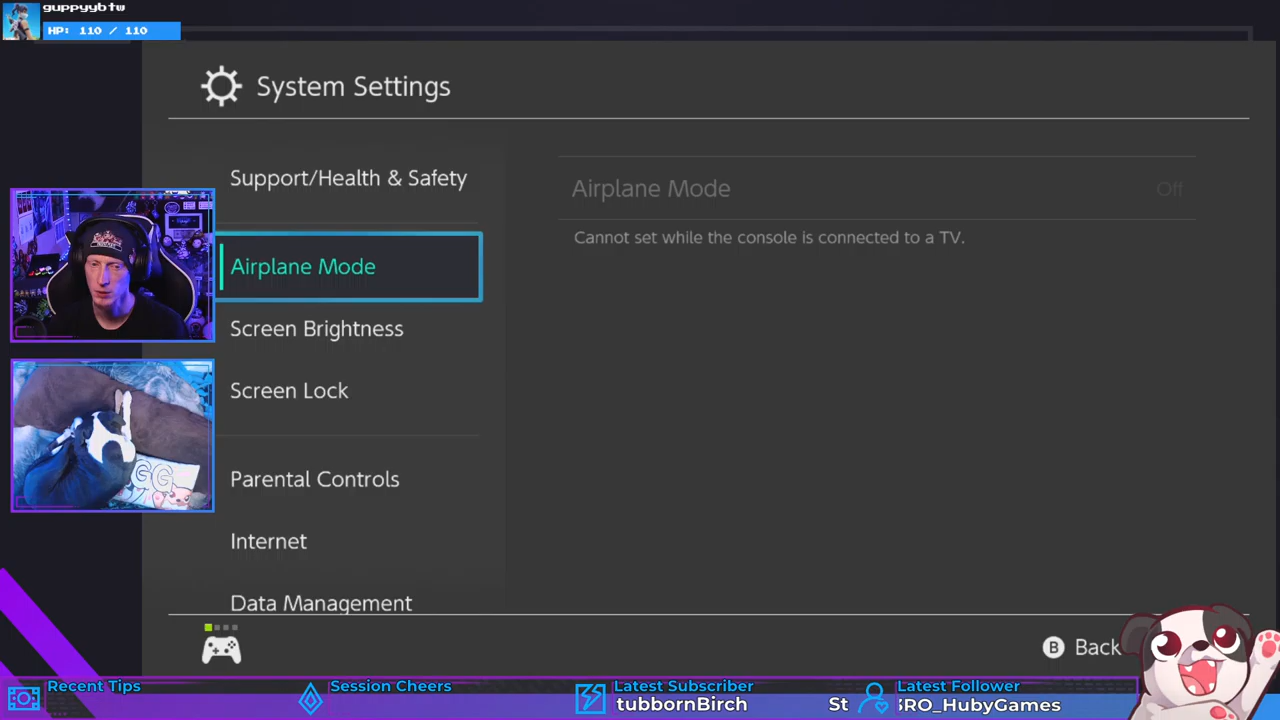 guppyybtw
HP: 110 / 110
System Settings
Support/Health & Safety
Airplane Mode
Screen Brightness
Screen Lock
Parental Controls
Internet
Data Management
Airplane Mode
Off
Cannot set while the console is connected to a TV.
GG
B Back
Recent Tips
Session Cheers
Latest Subscriber
tubbornBirch St
Latest Follower
RO_HubyGames